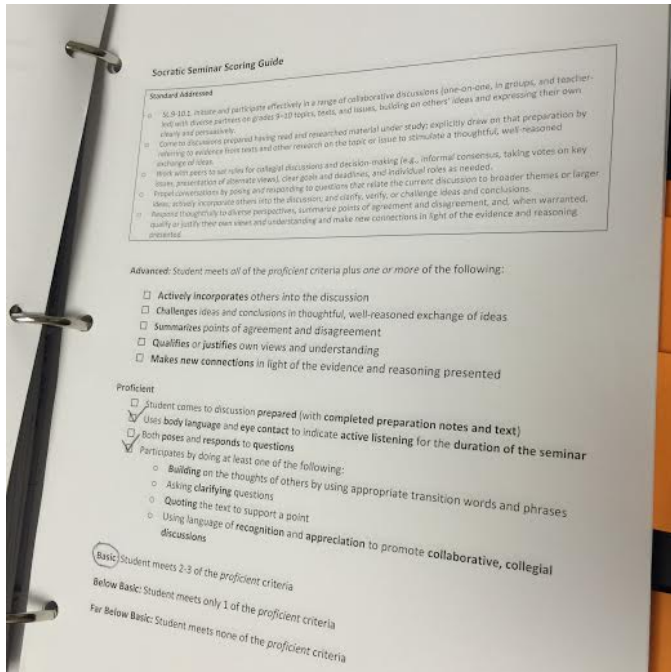 Socratic Seminar Scoring Guide
Standard Addressed
○ SL.9-10.1. Initiate and participate effectively in a range of collaborative discussions (one-on-one, in groups, and teacher-
led) with diverse partners on grades 9–10 topics, texts, and issues, building on others' ideas and expressing their own
clearly and persuasively.
○ Come to discussions prepared having read and researched material under study; explicitly draw on that preparation by
referring to evidence from texts and other research on the topic or issue to stimulate a thoughtful, well-reasoned
exchange of ideas.
○ Work with peers to set rules for collegial discussions and decision-making (e.g., informal consensus, taking votes on key
issues, presentation of alternate views), clear goals and deadlines, and individual roles as needed.
○ Propel conversations by posing and responding to questions that relate the current discussion to broader themes or larger
ideas; actively incorporate others into the discussion; and clarify, verify, or challenge ideas and conclusions.
○ Respond thoughtfully to diverse perspectives, summarize points of agreement and disagreement, and, when warranted,
qualify or justify their own views and understanding and make new connections in light of the evidence and reasoning
presented.
Advanced: Student meets all of the proficient criteria plus one or more of the following:
☐ Actively incorporates others into the discussion
☐ Challenges ideas and conclusions in thoughtful, well-reasoned exchange of ideas
☐ Summarizes points of agreement and disagreement
☐ Qualifies or justifies own views and understanding
☐ Makes new connections in light of the evidence and reasoning presented
Proficient
☐ Student comes to discussion prepared (with completed preparation notes and text)
☑ Uses body language and eye contact to indicate active listening for the duration of the seminar
☐ Both poses and responds to questions
☑ Participates by doing at least one of the following:
○ Building on the thoughts of others by using appropriate transition words and phrases
○ Asking clarifying questions
○ Quoting the text to support a point
○ Using language of recognition and appreciation to promote collaborative, collegial
discussions
Basic: Student meets 2-3 of the proficient criteria
Below Basic: Student meets only 1 of the proficient criteria
Far Below Basic: Student meets none of the proficient criteria